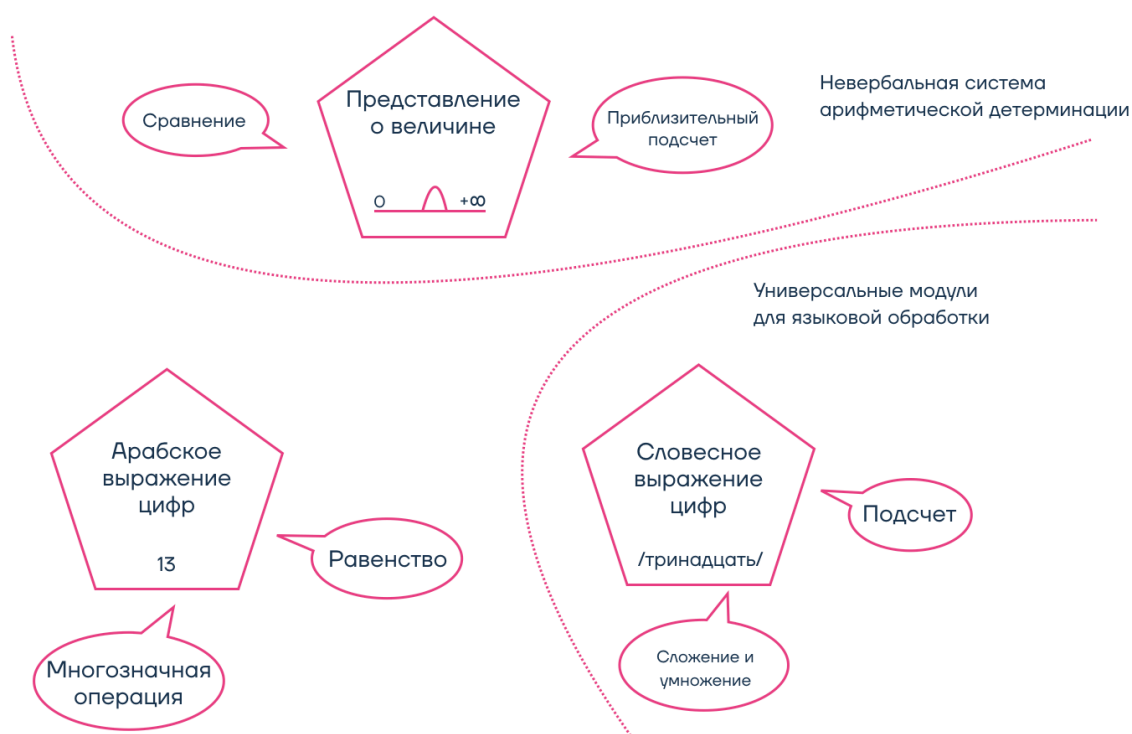 Сравнение
Представление
о величине
0
+∞
Приблизительный
подсчет
Невербальная система
арифметической детерминации
Универсальные модули
для языковой обработки
Арабское
выражение
цифр
13
Равенство
Многозначная
операция
Словесное
выражение
цифр
/тринадцать/
Подсчет
Сложение и
умножение